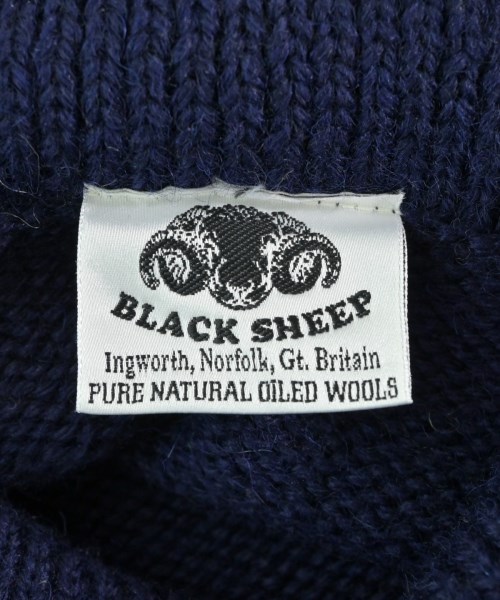 BLACK SHEEP
Ingworth, Norfolk, Gt. Britain
PURE NATURAL OILED WOOLS